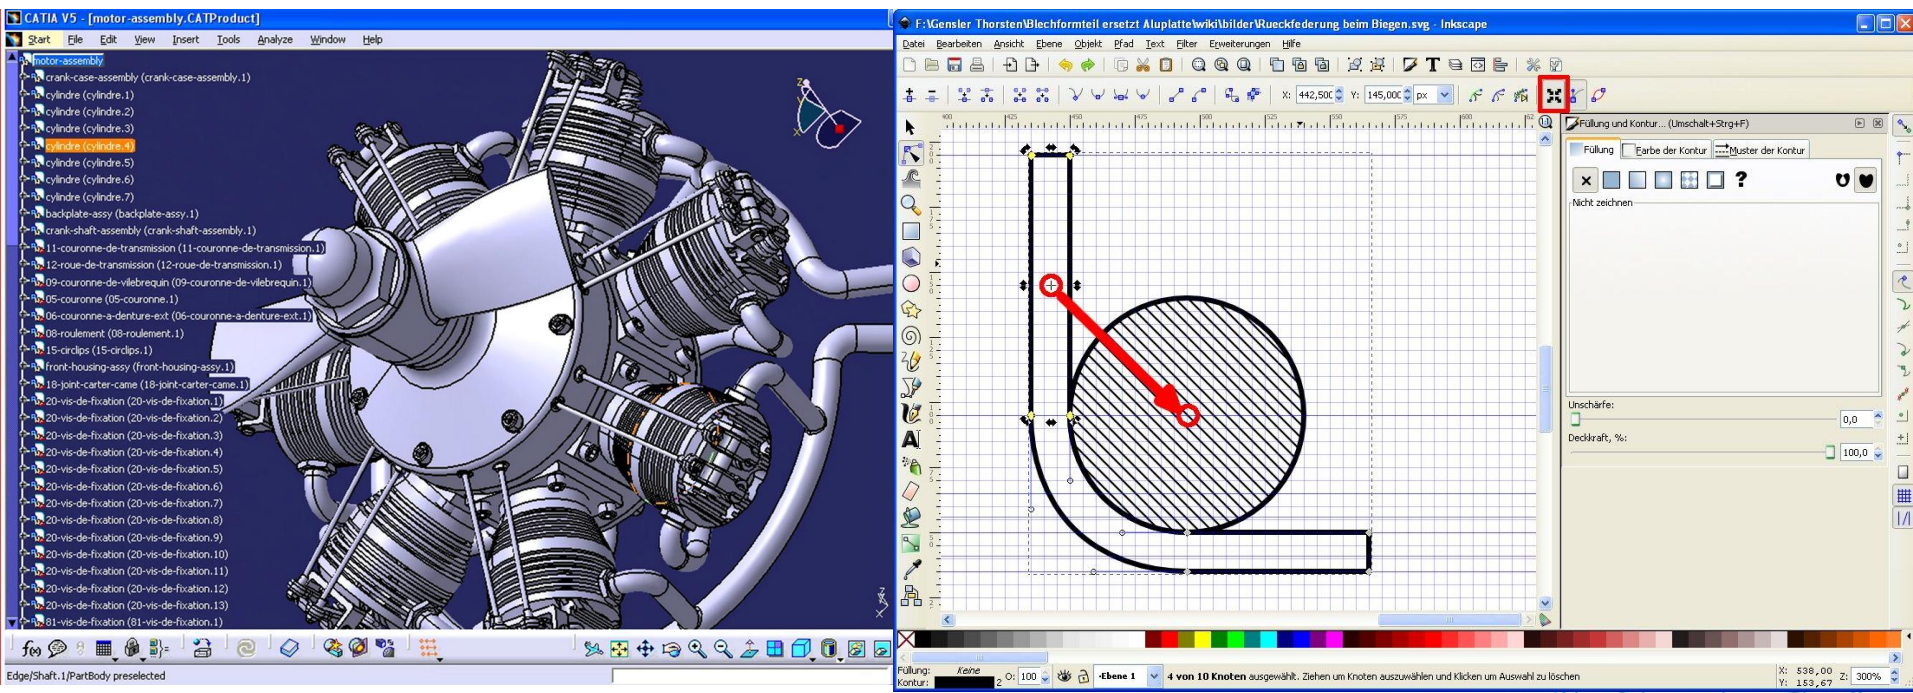 CATIA V5 - [motor-assembly.CATProduct]
Start File Edit View Insert Tools Analyze Window Help
motor-assembly
crank-case-assembly (crank-case-assembly.1)
cylindre (cylindre.1)
cylindre (cylindre.2)
cylindre (cylindre.3)
cylindre (cylindre.4)
cylindre (cylindre.5)
cylindre (cylindre.6)
cylindre (cylindre.7)
backplate-assy (backplate-assy.1)
crank-shaft-assembly (crank-shaft-assembly.1)
11-couronne-de-transmission (11-couronne-de-transmission.1)
12-roue-de-transmission (12-roue-de-transmission.1)
09-couronne-de-vilebrequin (09-couronne-de-vilebrequin.1)
05-couronne (05-couronne.1)
06-couronne-a-denture-ext (06-couronne-a-denture-ext.1)
08-roulement (08-roulement.1)
15-circlips (15-circlips.1)
front-housing-assy (front-housing-assy.1)
18-joint-carter-came (18-joint-carter-came.1)
20-vis-de-fixation (20-vis-de-fixation.1)
20-vis-de-fixation (20-vis-de-fixation.2)
20-vis-de-fixation (20-vis-de-fixation.3)
20-vis-de-fixation (20-vis-de-fixation.4)
20-vis-de-fixation (20-vis-de-fixation.5)
20-vis-de-fixation (20-vis-de-fixation.6)
20-vis-de-fixation (20-vis-de-fixation.7)
20-vis-de-fixation (20-vis-de-fixation.8)
20-vis-de-fixation (20-vis-de-fixation.9)
20-vis-de-fixation (20-vis-de-fixation.10)
20-vis-de-fixation (20-vis-de-fixation.11)
20-vis-de-fixation (20-vis-de-fixation.12)
20-vis-de-fixation (20-vis-de-fixation.13)
81-vis-de-fixation (81-vis-de-fixation.1)
Edge/Shaft.1/PartBody preselected
F:\Gensler Thorsten\Blechformteil ersetzt Aluplatte\wiki\bilder\Rueckfederung beim Biegen.svg - Inkscape
Datei Bearbeiten Ansicht Ebene Objekt Pfad Text Filter Erweiterungen Hilfe
X: 442,500 Y: 145,000 px
Füllung und Kontur... (Umschalt+Strg+F)
Füllung Farbe der Kontur Muster der Kontur
Nicht zeichnen
Unschärfe:
0,0
Deckkraft, %:
100,0
Füllung: Keine
Kontur: 2
O: 100
-Ebene 1
4 von 10 Knoten ausgewählt. Ziehen um Knoten auszuwählen und Klicken um Auswahl zu löschen
X: 538,00
Y: 153,67
Z: 300%